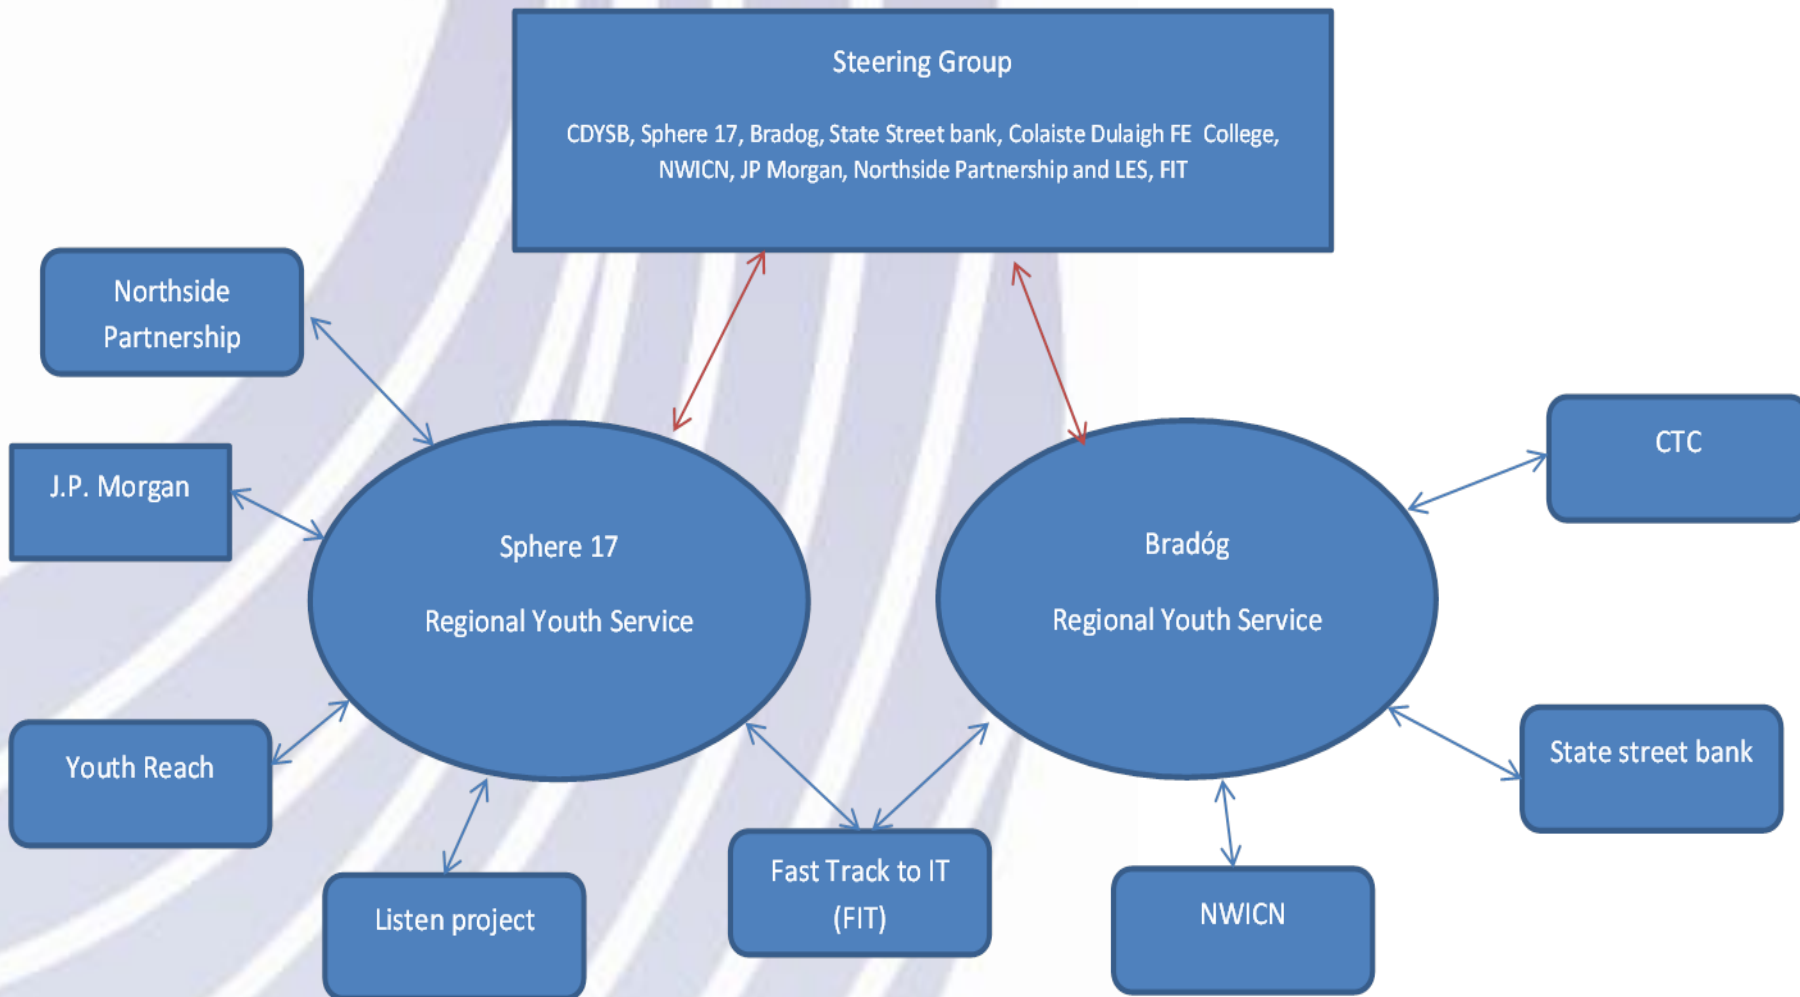 Steering Group
CDYSB, Sphere 17, Bradog, State Street bank, Colaiste Dulaigh FE College,
NWICN, JP Morgan, Northside Partnership and LES, FIT
Northside
Partnership
J.P. Morgan
CTC
Sphere 17
Regional Youth Service
Bradóg
Regional Youth Service
Youth Reach
State street bank
Listen project
Fast Track to IT
(FIT)
NWICN